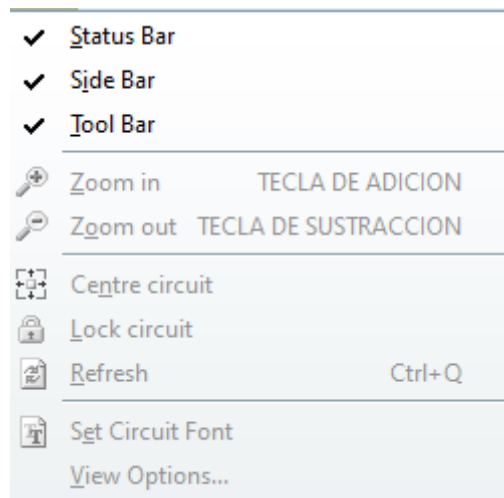 Status Bar
Side Bar
Tool Bar
Zoom in TECLA DE ADICION
Zoom out TECLA DE SUSTRACCION
Centre circuit
Lock circuit
Refresh Ctrl+Q
Set Circuit Font
View Options...